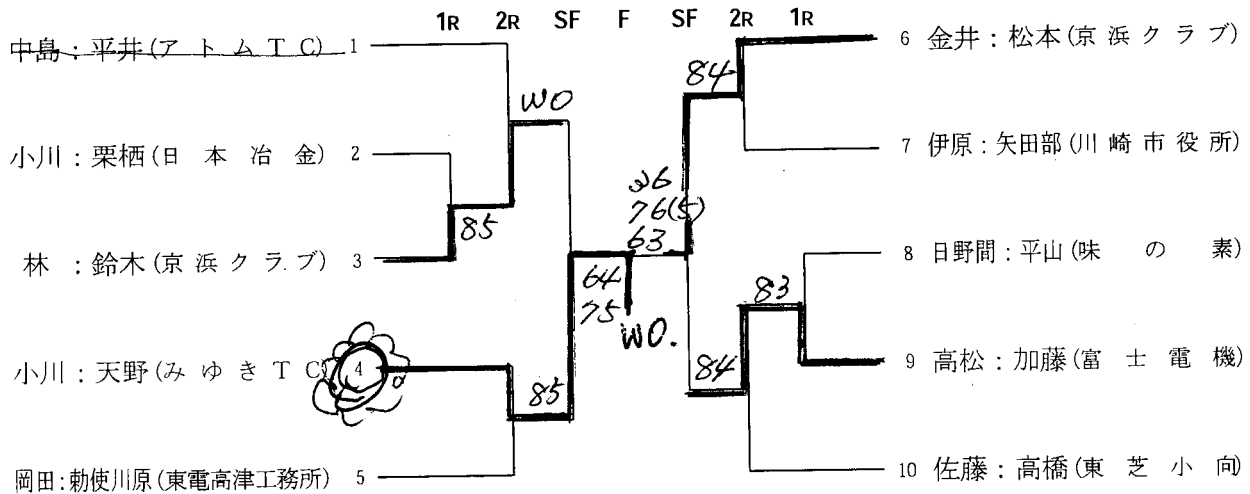 1R 2R SF F SF 2R 1R
中島：平井(アトムTC) 1
小川：栗栖(日本冶金) 2
林：鈴木(京浜クラブ) 3
小川：天野(みゆきTC) 4
岡田：勅使川原(東電高津工務所) 5
WO
85
85
64
75
WO.
36
76(5)
63
84
83
84
6 金井：松本(京浜クラブ)
7 伊原：矢田部(川崎市役所)
8 日野間：平山(味の素)
9 高松：加藤(富士電機)
10 佐藤：高橋(東芝小向)